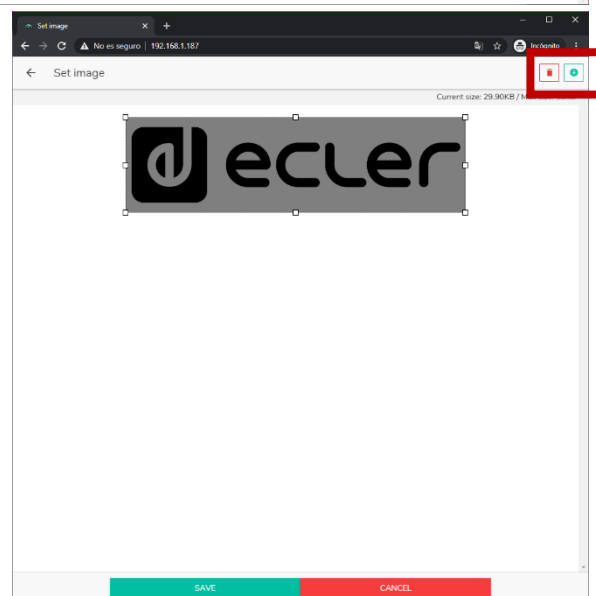 Set image
No es seguro | 192.168.1.187
Incógnito
Set image
Current size: 29.90KB /
ecler
SAVE
CANCEL